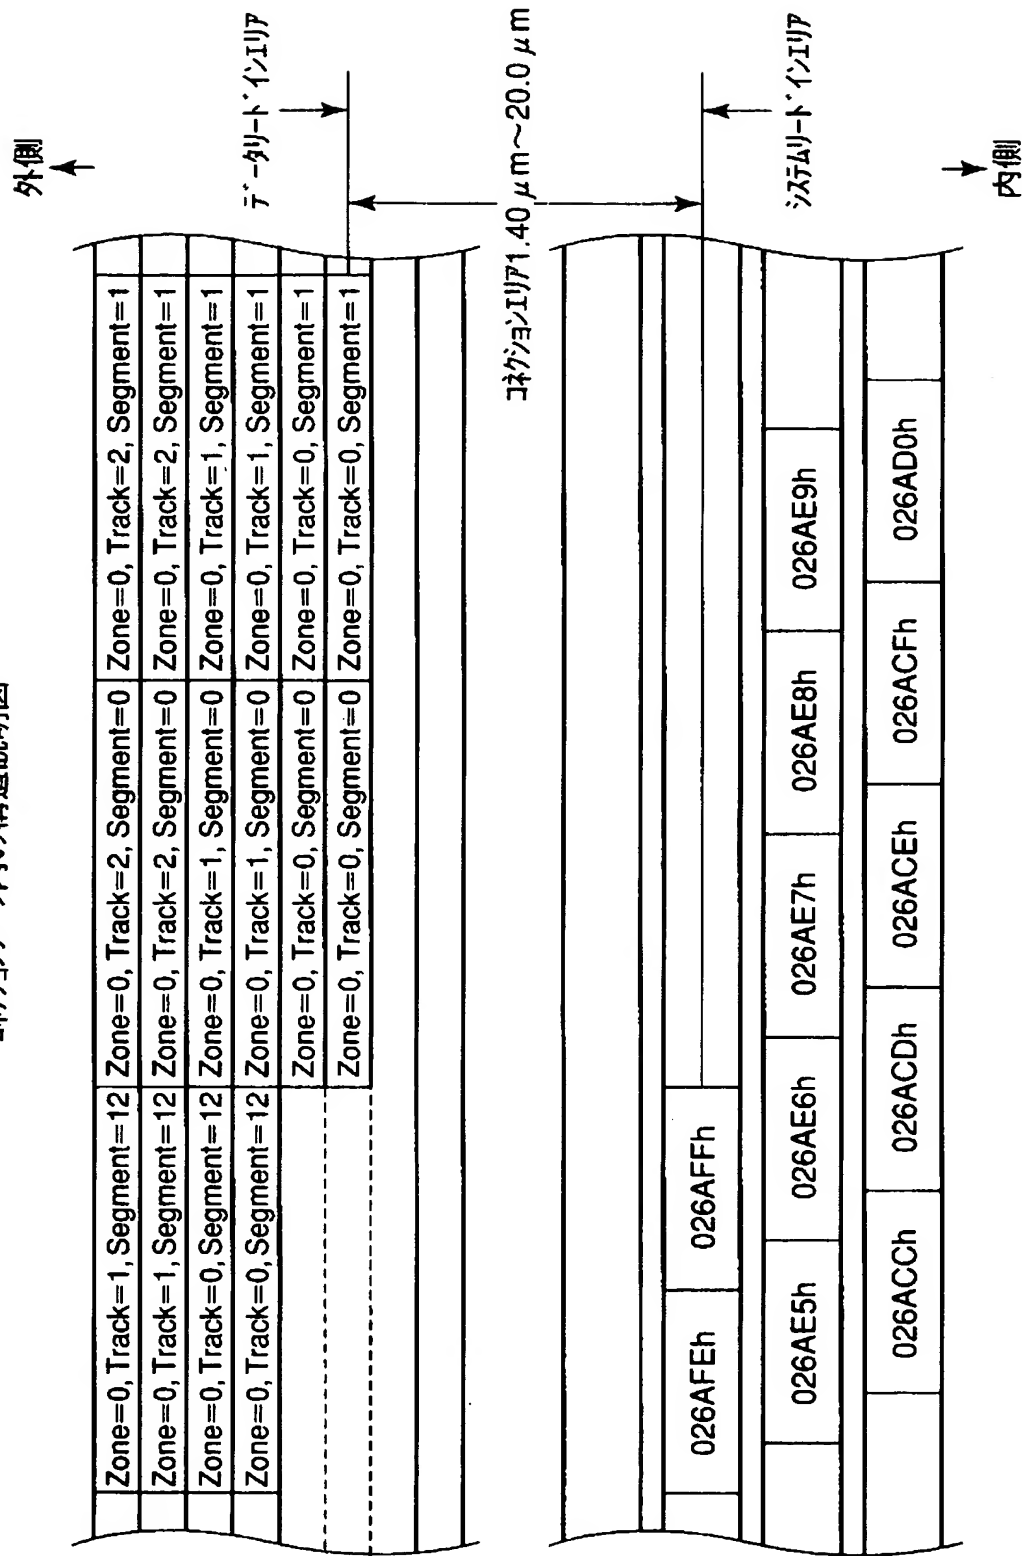 外側
Zone=0, Track=1, Segment=12 Zone=0, Track=2, Segment=0 Zone=0, Track=2, Segment=1
Zone=0, Track=1, Segment=12 Zone=0, Track=2, Segment=0 Zone=0, Track=2, Segment=1
Zone=0, Track=0, Segment=12 Zone=0, Track=1, Segment=0 Zone=0, Track=1, Segment=1
Zone=0, Track=0, Segment=12 Zone=0, Track=1, Segment=0 Zone=0, Track=1, Segment=1
データリードインエリア
Zone=0, Track=0, Segment=0 Zone=0, Track=0, Segment=1
Zone=0, Track=0, Segment=0 Zone=0, Track=0, Segment=1
コネクションエリア1.40 μm~20.0 μm
026AFEh 026AFFh
026AE5h 026AE6h 026AE7h 026AE8h 026AE9h
システムリードインエリア
026ACCh 026ACDh 026ACEh 026ACFh 026AD0h
内側